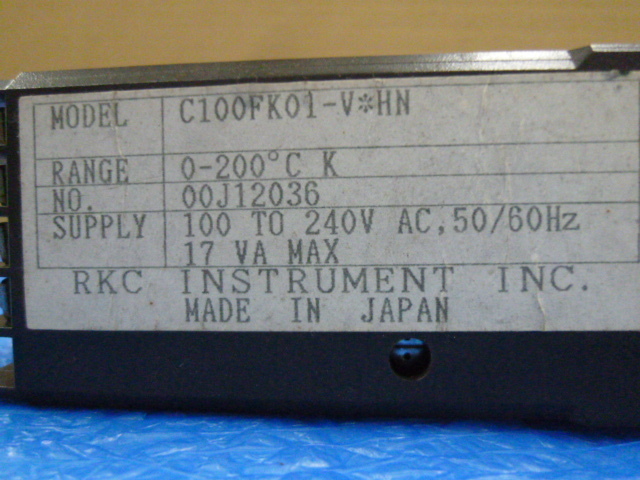 MODEL C100FK01-V*HN
RANGE 0-200°C K
NO. 00J12036
SUPPLY 100 TO 240V AC,50/60Hz
17 VA MAX
RKC INSTRUMENT INC.
MADE IN JAPAN